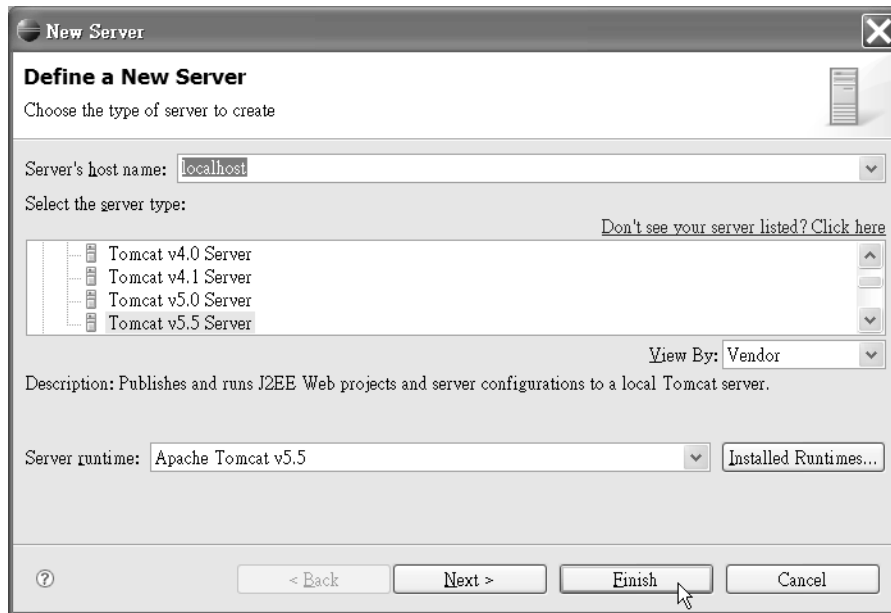 New Server
Define a New Server
Choose the type of server to create
Server's host name: localhost
Select the server type:
Don't see your server listed? Click here
Tomcat v4.0 Server
Tomcat v4.1 Server
Tomcat v5.0 Server
Tomcat v5.5 Server
View By: Vendor
Description: Publishes and runs J2EE Web projects and server configurations to a local Tomcat server.
Server runtime: Apache Tomcat v5.5 Installed Runtimes...
? < Back Next > Finish Cancel